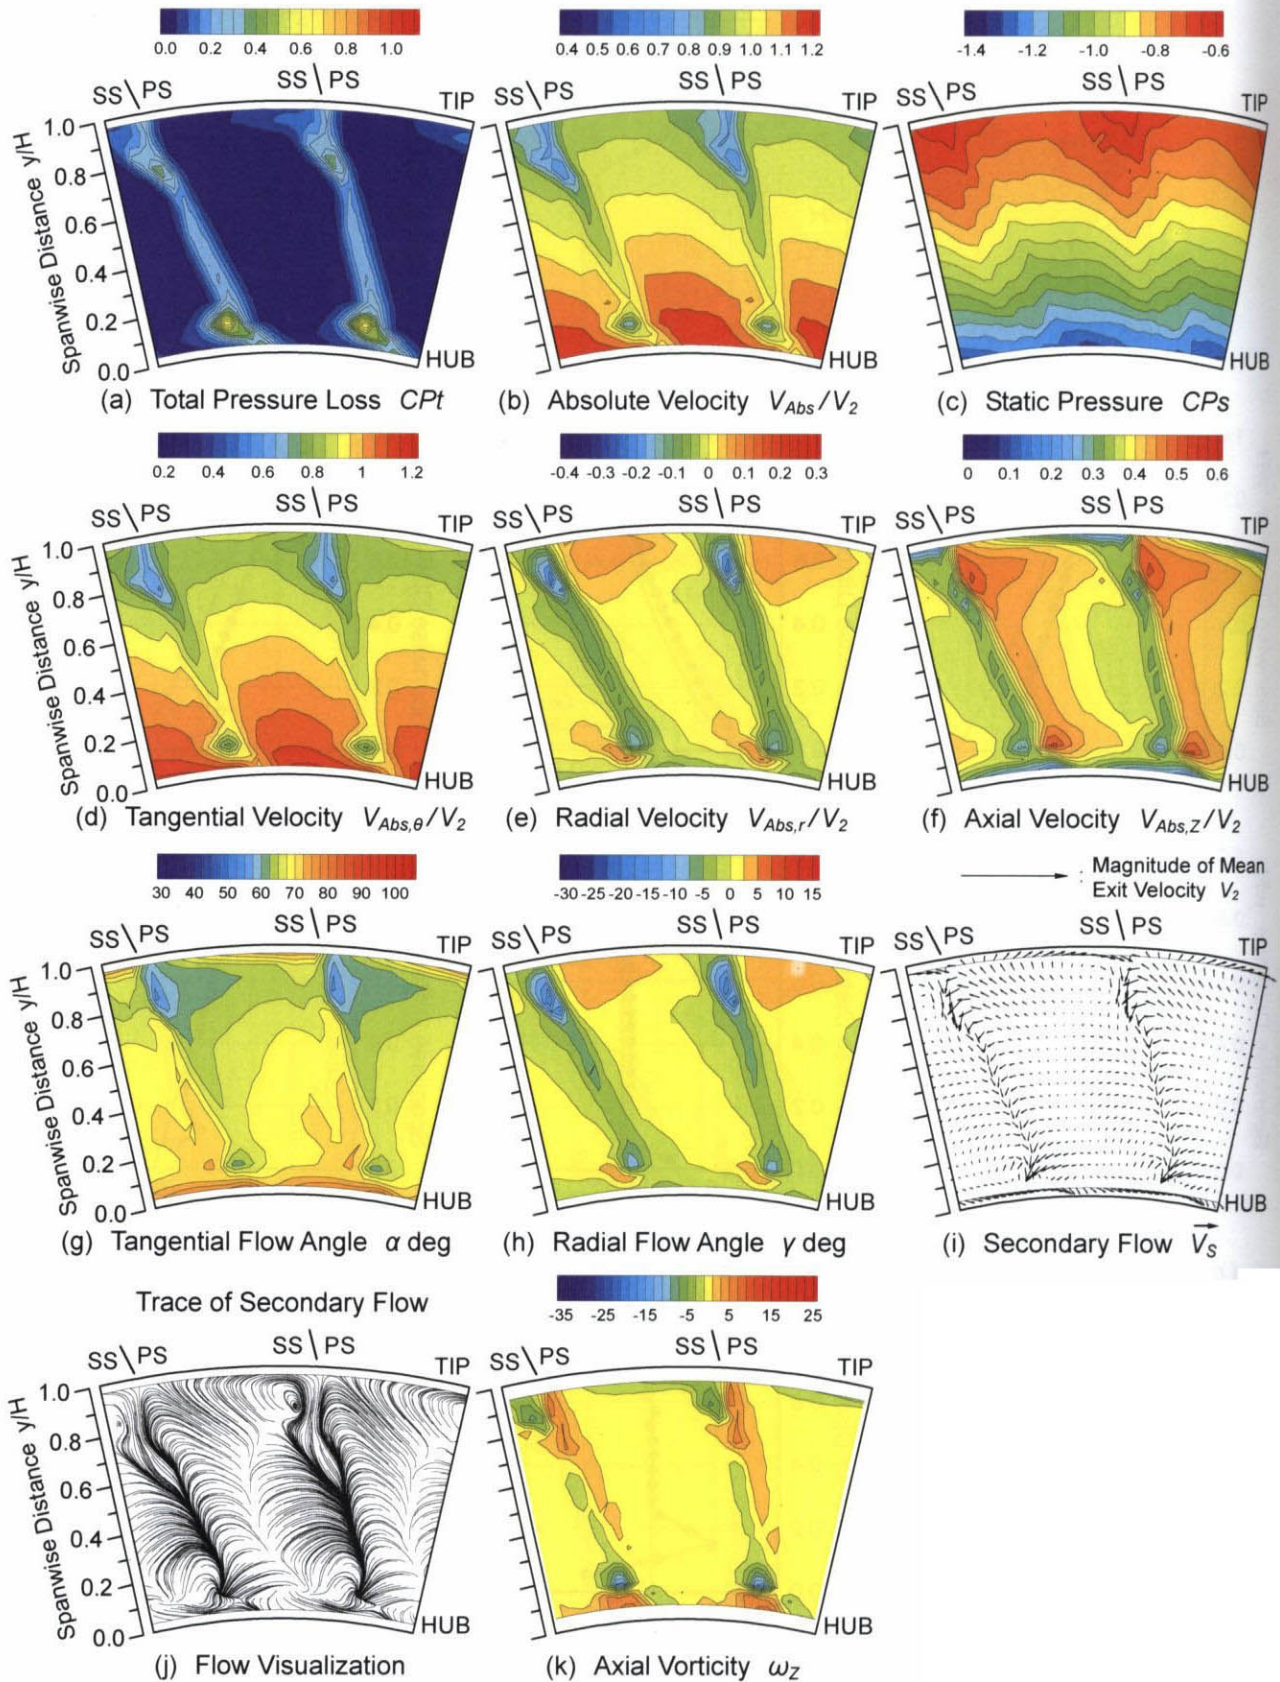 0.0 0.2 0.4 0.6 0.8 1.0
0.4 0.5 0.6 0.7 0.8 0.9 1.0 1.1 1.2
-1.4 -1.2 -1.0 -0.8 -0.6
SS \ PS SS \ PS TIP
SS \ PS SS \ PS TIP
SS \ PS SS \ PS TIP
Spanwise Distance y/H
1.0
0.8
0.6
0.4
0.2
0.0
HUB
HUB
HUB
(a) Total Pressure Loss CPt
(b) Absolute Velocity VAbs/V2
(c) Static Pressure CPs
0.2 0.4 0.6 0.8 1 1.2
-0.4 -0.3 -0.2 -0.1 0 0.1 0.2 0.3
0 0.1 0.2 0.3 0.4 0.5 0.6
SS \ PS SS \ PS TIP
SS \ PS SS \ PS TIP
SS \ PS SS \ PS TIP
Spanwise Distance y/H
1.0
0.8
0.6
0.4
0.2
0.0
HUB
HUB
HUB
(d) Tangential Velocity VAbs,θ/V2
(e) Radial Velocity VAbs,r/V2
(f) Axial Velocity VAbs,Z/V2
30 40 50 60 70 80 90 100
-30 -25 -20 -15 -10 -5 0 5 10 15
Magnitude of Mean
Exit Velocity V2
SS \ PS SS \ PS TIP
SS \ PS SS \ PS TIP
SS \ PS SS \ PS TIP
Spanwise Distance y/H
1.0
0.8
0.6
0.4
0.2
0.0
HUB
HUB
HUB
(g) Tangential Flow Angle α deg
(h) Radial Flow Angle γ deg
(i) Secondary Flow VS
Trace of Secondary Flow
-35 -25 -15 -5 5 15 25
SS \ PS SS \ PS TIP
SS \ PS SS \ PS TIP
Spanwise Distance y/H
1.0
0.8
0.6
0.4
0.2
0.0
HUB
HUB
(j) Flow Visualization
(k) Axial Vorticity ωZ